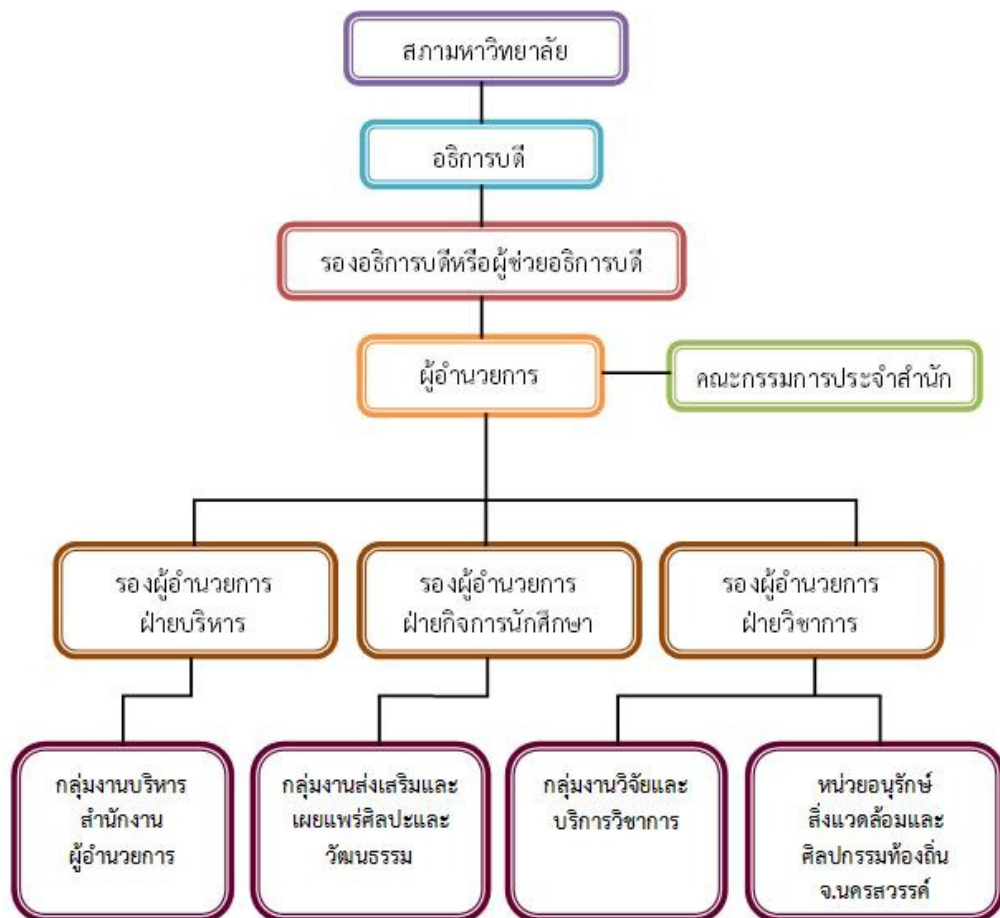 สภามหาวิทยาลัย
อธิการบดี
รองอธิการบดีหรือผู้ช่วยอธิการบดี
ผู้อำนวยการ
คณะกรรมการประจำสำนัก
รองผู้อำนวยการ
ฝ่ายบริหาร
รองผู้อำนวยการ
ฝ่ายกิจการนักศึกษา
รองผู้อำนวยการ
ฝ่ายวิชาการ
กลุ่มงานบริหาร
สำนักงาน
ผู้อำนวยการ
กลุ่มงานส่งเสริมและ
เผยแพร่ศิลปะและ
วัฒนธรรม
กลุ่มงานวิจัยและ
บริการวิชาการ
หน่วยอนุรักษ์
สิ่งแวดล้อมและ
ศิลปกรรมท้องถิ่น
จ.นครสวรรค์